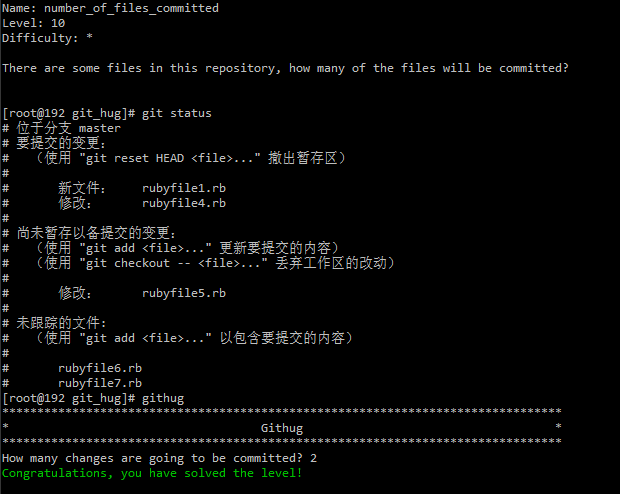 Name: number_of_files_committed
Level: 10
Difficulty: *
There are some files in this repository, how many of the files will be committed?
[root@192 git_hug]# git status
# 位于分支 master
# 要提交的变更：
#   （使用 "git reset HEAD <file>..." 撤出暂存区）
#
#       新文件：    rubyfile1.rb
#       修改：      rubyfile4.rb
#
# 尚未暂存以备提交的变更：
#   （使用 "git add <file>..." 更新要提交的内容）
#   （使用 "git checkout -- <file>..." 丢弃工作区的改动）
#
#       修改：      rubyfile5.rb
#
# 未跟踪的文件:
#   （使用 "git add <file>..." 以包含要提交的内容）
#
#       rubyfile6.rb
#       rubyfile7.rb
[root@192 git_hug]# githug
********************************************************************************
*                                    Githug                                    *
********************************************************************************
How many changes are going to be committed? 2
Congratulations, you have solved the level!